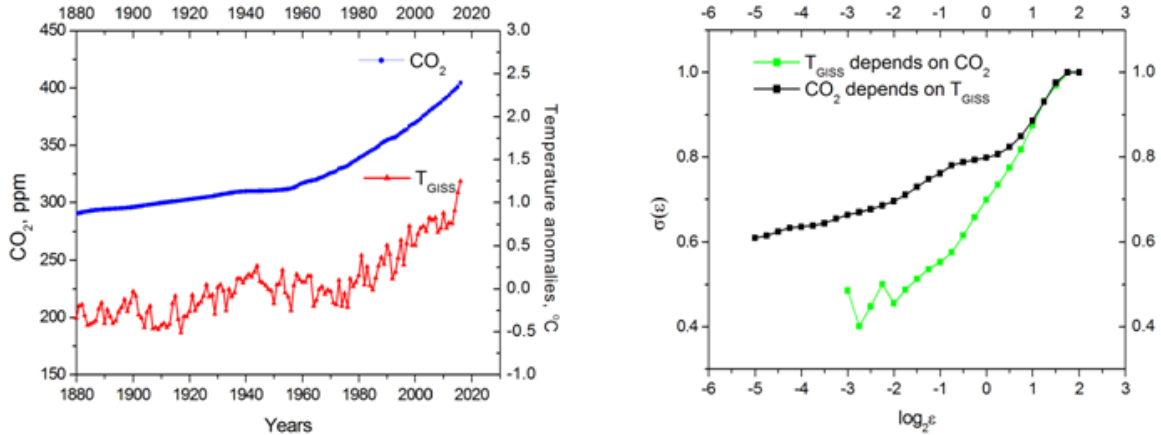 1880 1900 1920 1940 1960 1980 2000 2020
450
400
350
300
250
200
150
CO2, ppm
CO2
TGISS
3.0
2.5
2.0
1.5
1.0
0.5
0.0
-0.5
-1.0
Temperature anomalies, °C
1880 1900 1920 1940 1960 1980 2000 2020
Years
-6 -5 -4 -3 -2 -1 0 1 2 3
TGISS depends on CO2
CO2 depends on TGISS
1.0
0.8
0.6
0.4
σ(ε)
1.0
0.8
0.6
0.4
-6 -5 -4 -3 -2 -1 0 1 2 3
log2ε